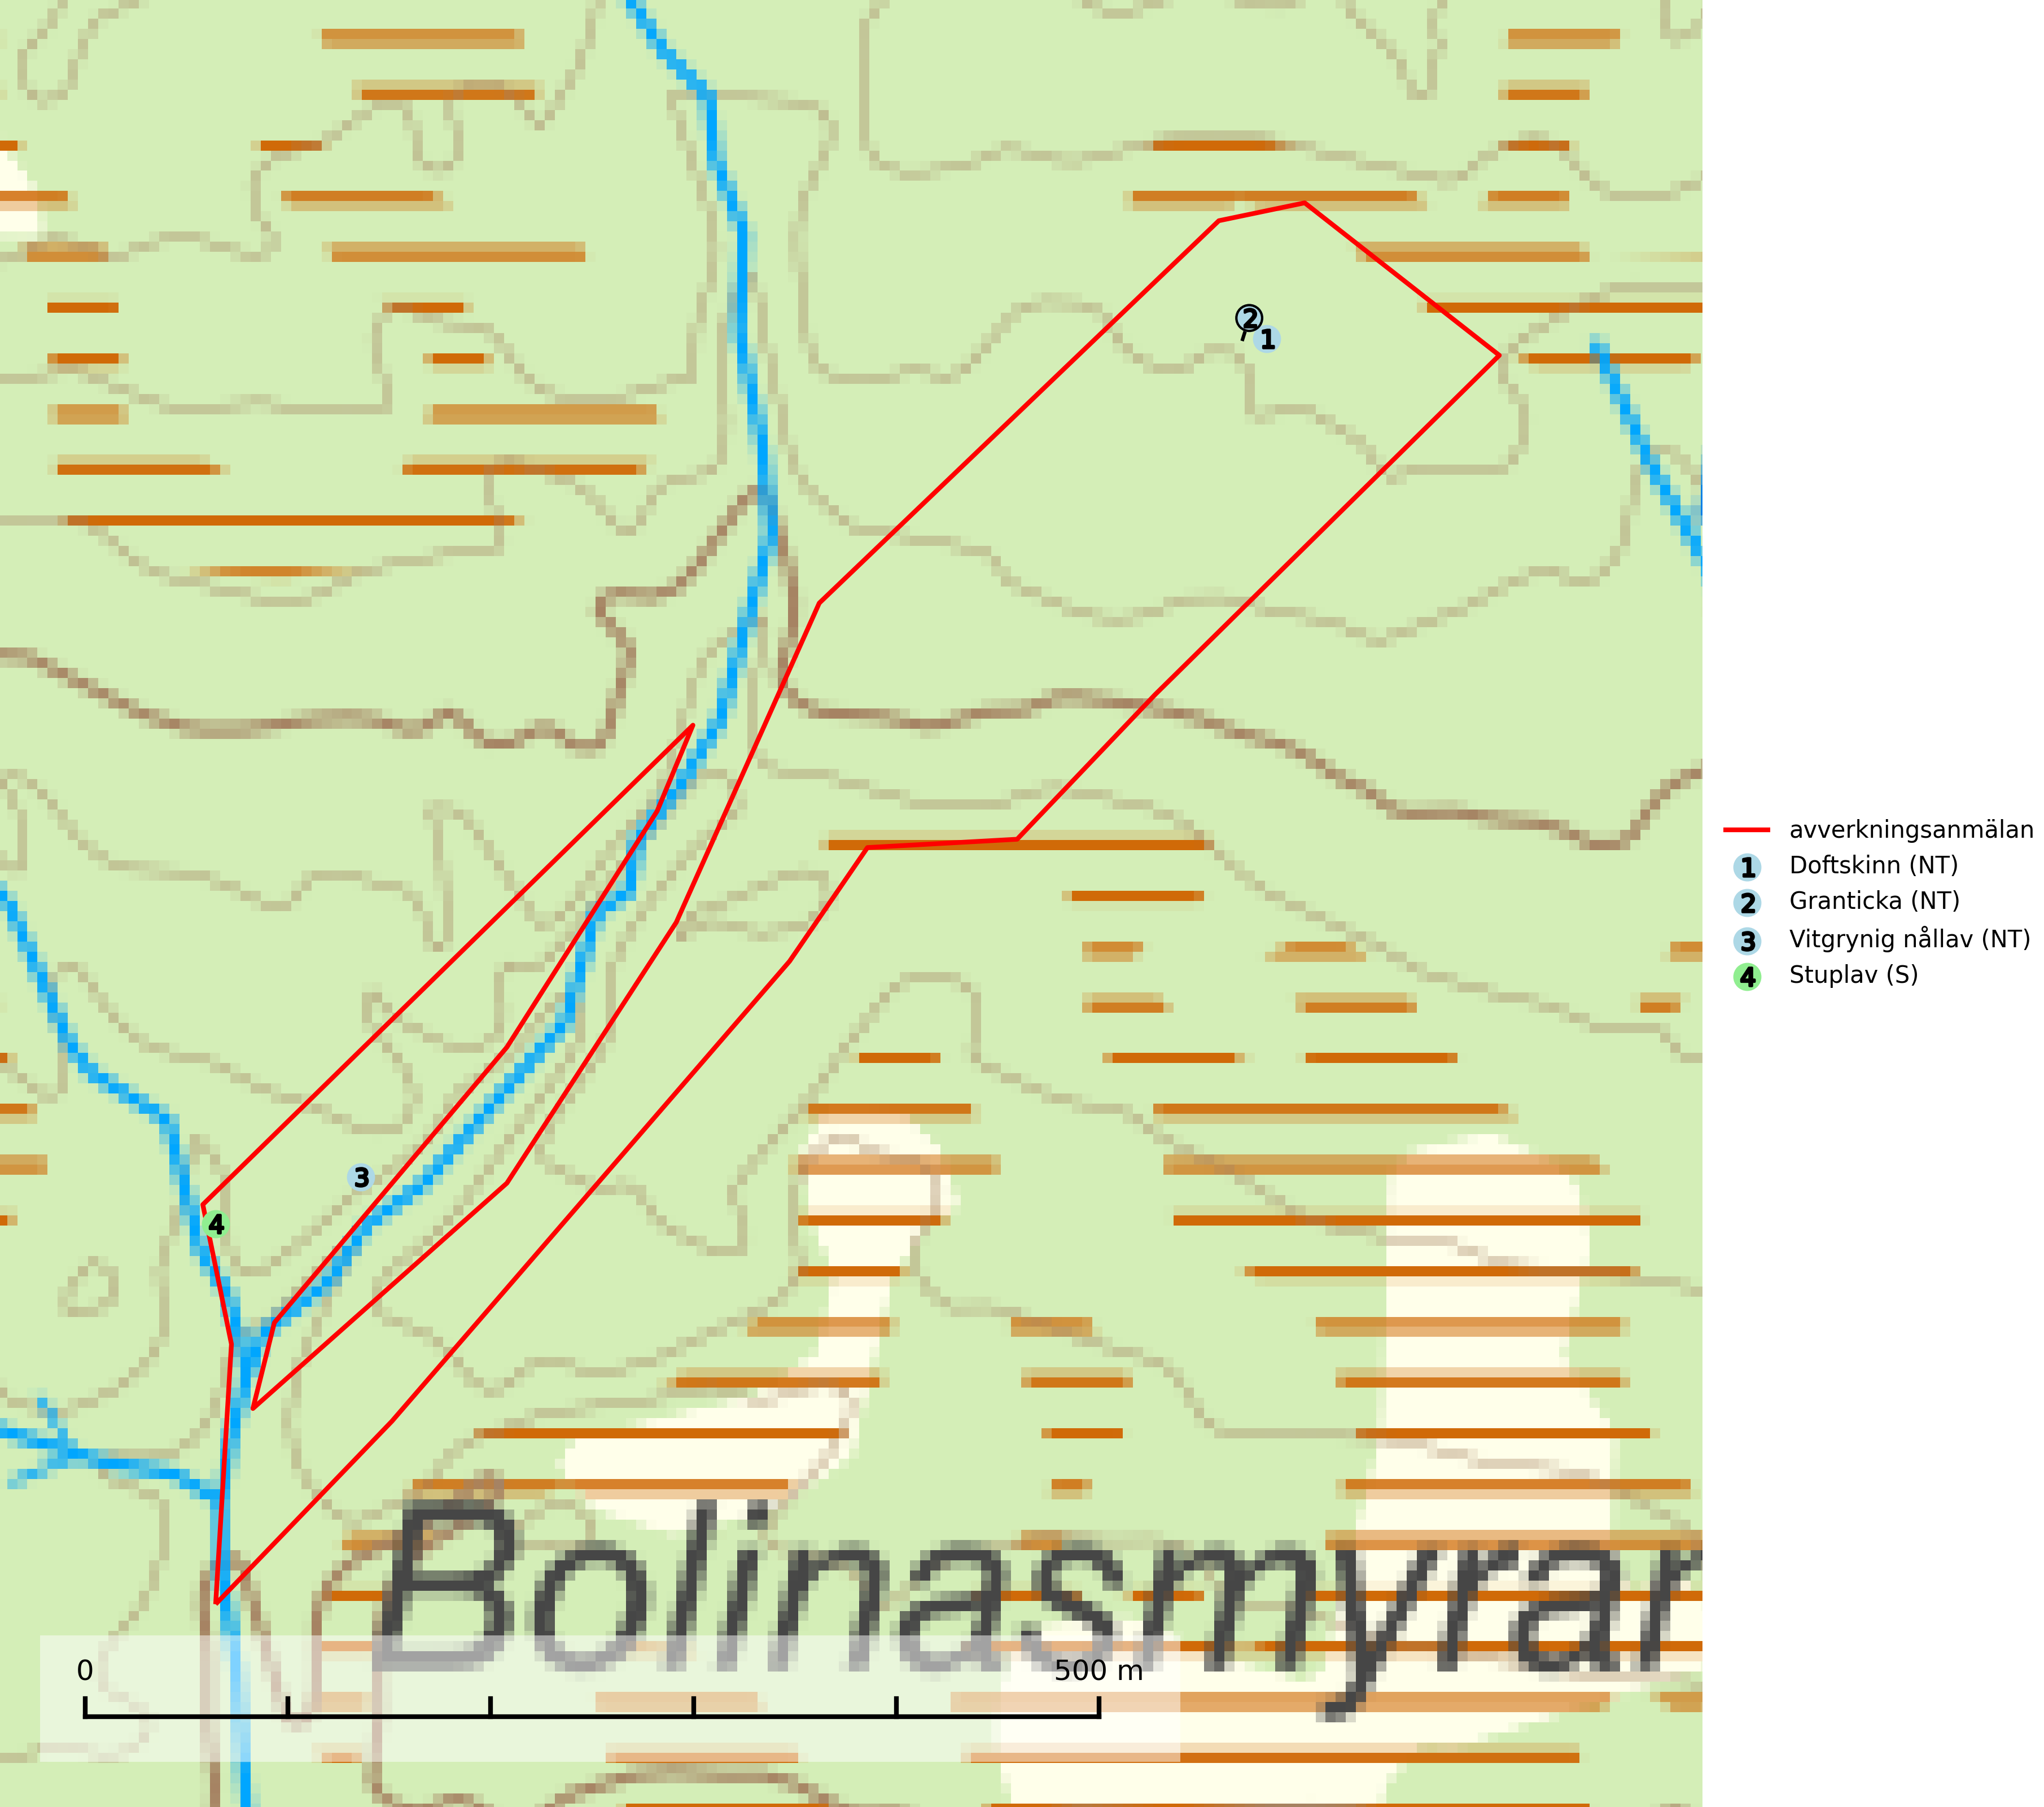 2
1
3
4
Bolinasmyrar
0 500 m
avverkningsanmälan
1 Doftskinn (NT)
2 Granticka (NT)
3 Vitgrynig nållav (NT)
4 Stuplav (S)